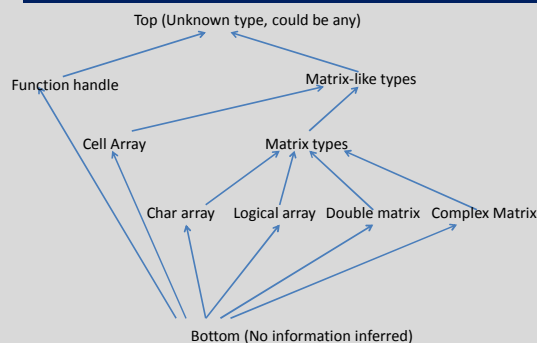 Top (Unknown type, could be any)
Function handle
Matrix-like types
Cell Array
Matrix types
Char array
Logical array
Double matrix
Complex Matrix
Bottom (No information inferred)